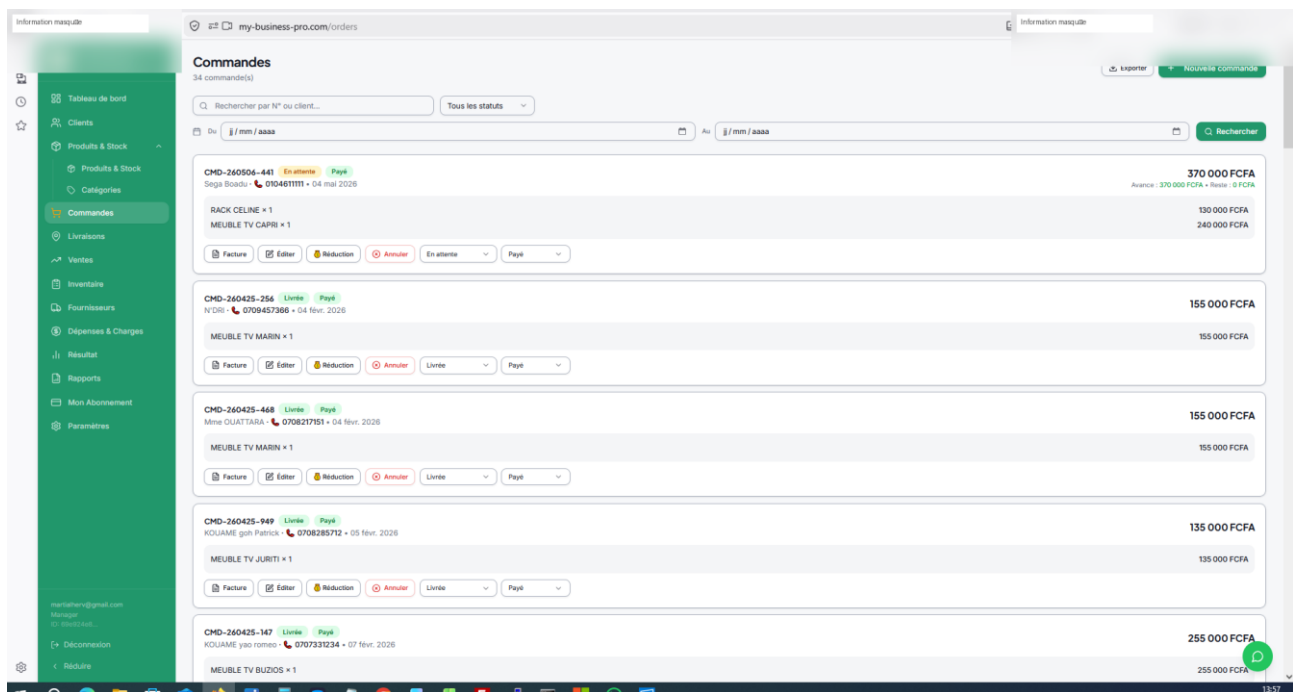 Information masquée
my-business-pro.com/orders
Information masquée
Commandes
34 commande(s)
Exporter
+ Nouvelle commande
Tableau de bord
Clients
Produits & Stock
Produits & Stock
Catégories
Commandes
Livraisons
Ventes
Inventaire
Fournisseurs
Dépenses & Charges
Résultat
Rapports
Mon Abonnement
Paramètres
martialherv@gmail.com
Manager
Déconnexion
Réduire
Rechercher par N° ou client...
Tous les statuts
Du jj / mm / aaaa
Au jj / mm / aaaa
Rechercher
CMD-260506-441 En attente Payé
370 000 FCFA
Sega Boadu • 0104611111 • 04 mai 2026
Avance : 370 000 FCFA • Reste : 0 FCFA
RACK CELINE × 1 130 000 FCFA
MEUBLE TV CAPRI × 1 240 000 FCFA
Facture Éditer Réduction Annuler En attente Payé
CMD-260425-256 Livrée Payé
155 000 FCFA
N'DRI • 0709457366 • 04 févr. 2026
MEUBLE TV MARIN × 1 155 000 FCFA
Facture Éditer Réduction Annuler Livrée Payé
CMD-260425-468 Livrée Payé
155 000 FCFA
Mme OUATTARA • 0708217151 • 04 févr. 2026
MEUBLE TV MARIN × 1 155 000 FCFA
Facture Éditer Réduction Annuler Livrée Payé
CMD-260425-949 Livrée Payé
135 000 FCFA
KOUAME goh Patrick • 0708285712 • 05 févr. 2026
MEUBLE TV JURITI × 1 135 000 FCFA
Facture Éditer Réduction Annuler Livrée Payé
CMD-260425-147 Livrée Payé
255 000 FCFA
KOUAME yao romeo • 0707331234 • 07 févr. 2026
MEUBLE TV BUZIOS × 1 255 000 FCFA
13:57